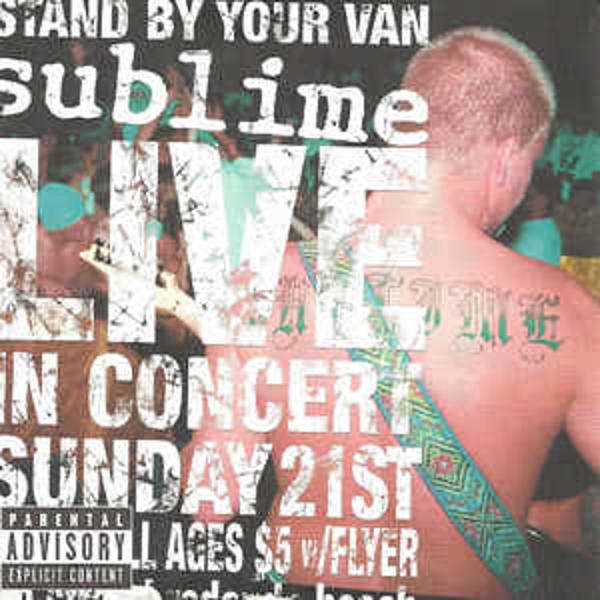 STAND BY YOUR VAN
sublime
LIVE
IN CONCERT
SUNDAY 21ST
LL AGES $5 w/FLYER
PARENTAL
ADVISORY
EXPLICIT CONTENT